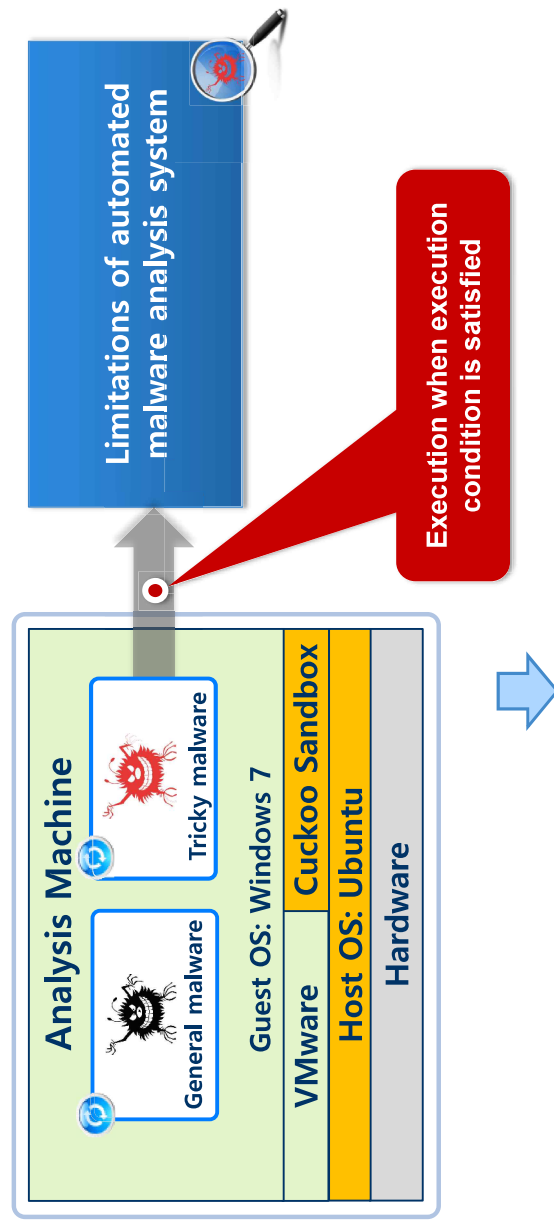 Analysis Machine
General malware
Tricky malware
Guest OS: Windows 7
VMware
Cuckoo Sandbox
Host OS: Ubuntu
Hardware
Limitations of automated
malware analysis system
Execution when execution
condition is satisfied